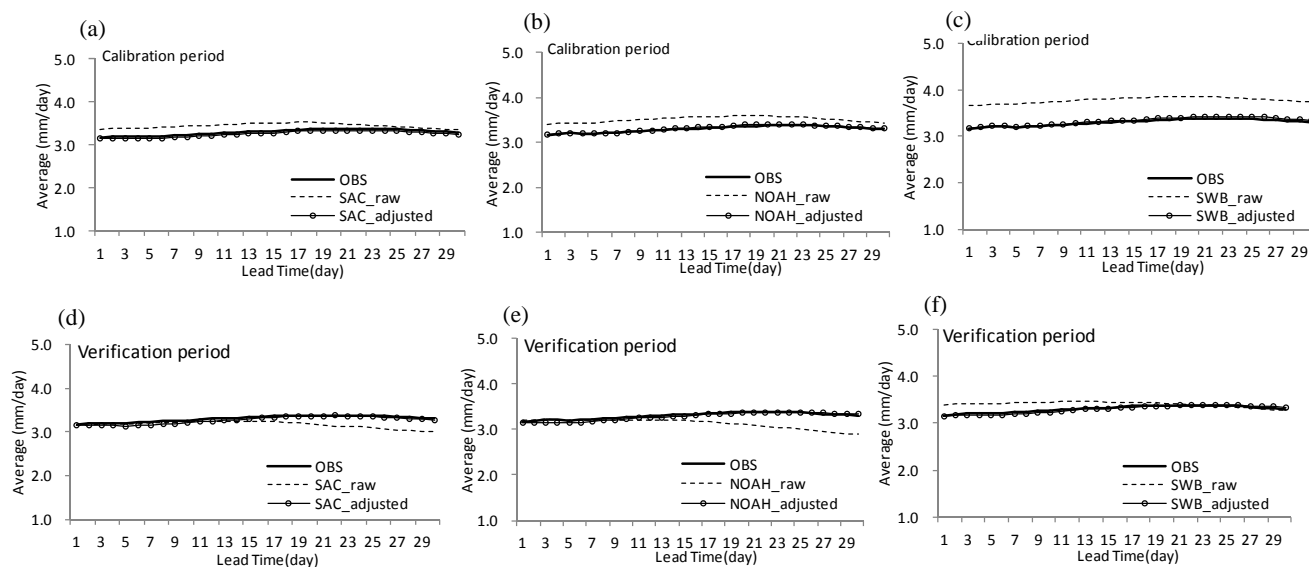 (a)
Calibration period
Average (mm/day)
5.0
4.0
3.0
2.0
1.0
OBS
SAC_raw
SAC_adjusted
1 3 5 7 9 11 13 15 17 19 21 23 25 27 29
Lead Time(day)
(b)
Calibration period
Average (mm/day)
5.0
4.0
3.0
2.0
1.0
OBS
NOAH_raw
NOAH_adjusted
1 3 5 7 9 11 13 15 17 19 21 23 25 27 29
Lead Time(day)
(c)
Calibration period
Average (mm/day)
5.0
4.0
3.0
2.0
1.0
OBS
SWB_raw
SWB_adjusted
1 3 5 7 9 11 13 15 17 19 21 23 25 27 29
Lead Time(day)
(d)
Verification period
Average (mm/day)
5.0
4.0
3.0
2.0
1.0
OBS
SAC_raw
SAC_adjusted
1 3 5 7 9 11 13 15 17 19 21 23 25 27 29
Lead Time(day)
(e)
Verification period
Average (mm/day)
5.0
4.0
3.0
2.0
1.0
OBS
NOAH_raw
NOAH_adjusted
1 3 5 7 9 11 13 15 17 19 21 23 25 27 29
Lead Time(day)
(f)
Verification period
Average (mm/day)
5.0
4.0
3.0
2.0
1.0
OBS
SWB_raw
SWB_adjusted
1 3 5 7 9 11 13 15 17 19 21 23 25 27 29
Lead Time(day)